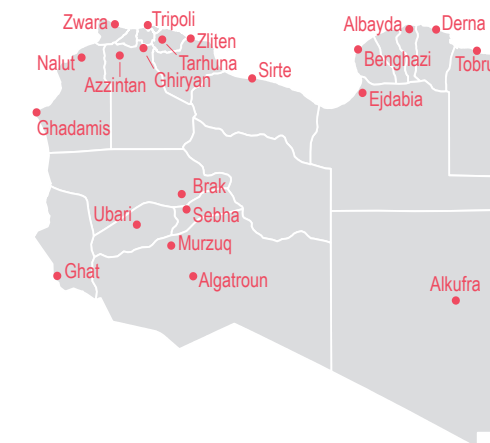 Zwara
Tripoli
Albayda
Derna
Zliten
Nalut
Tarhuna
Benghazi
Azzintan
Ghiryan
Sirte
Ejdabia
Ghadamis
Brak
Ubari
Sebha
Murzuq
Ghat
Algatroun
Alkufra